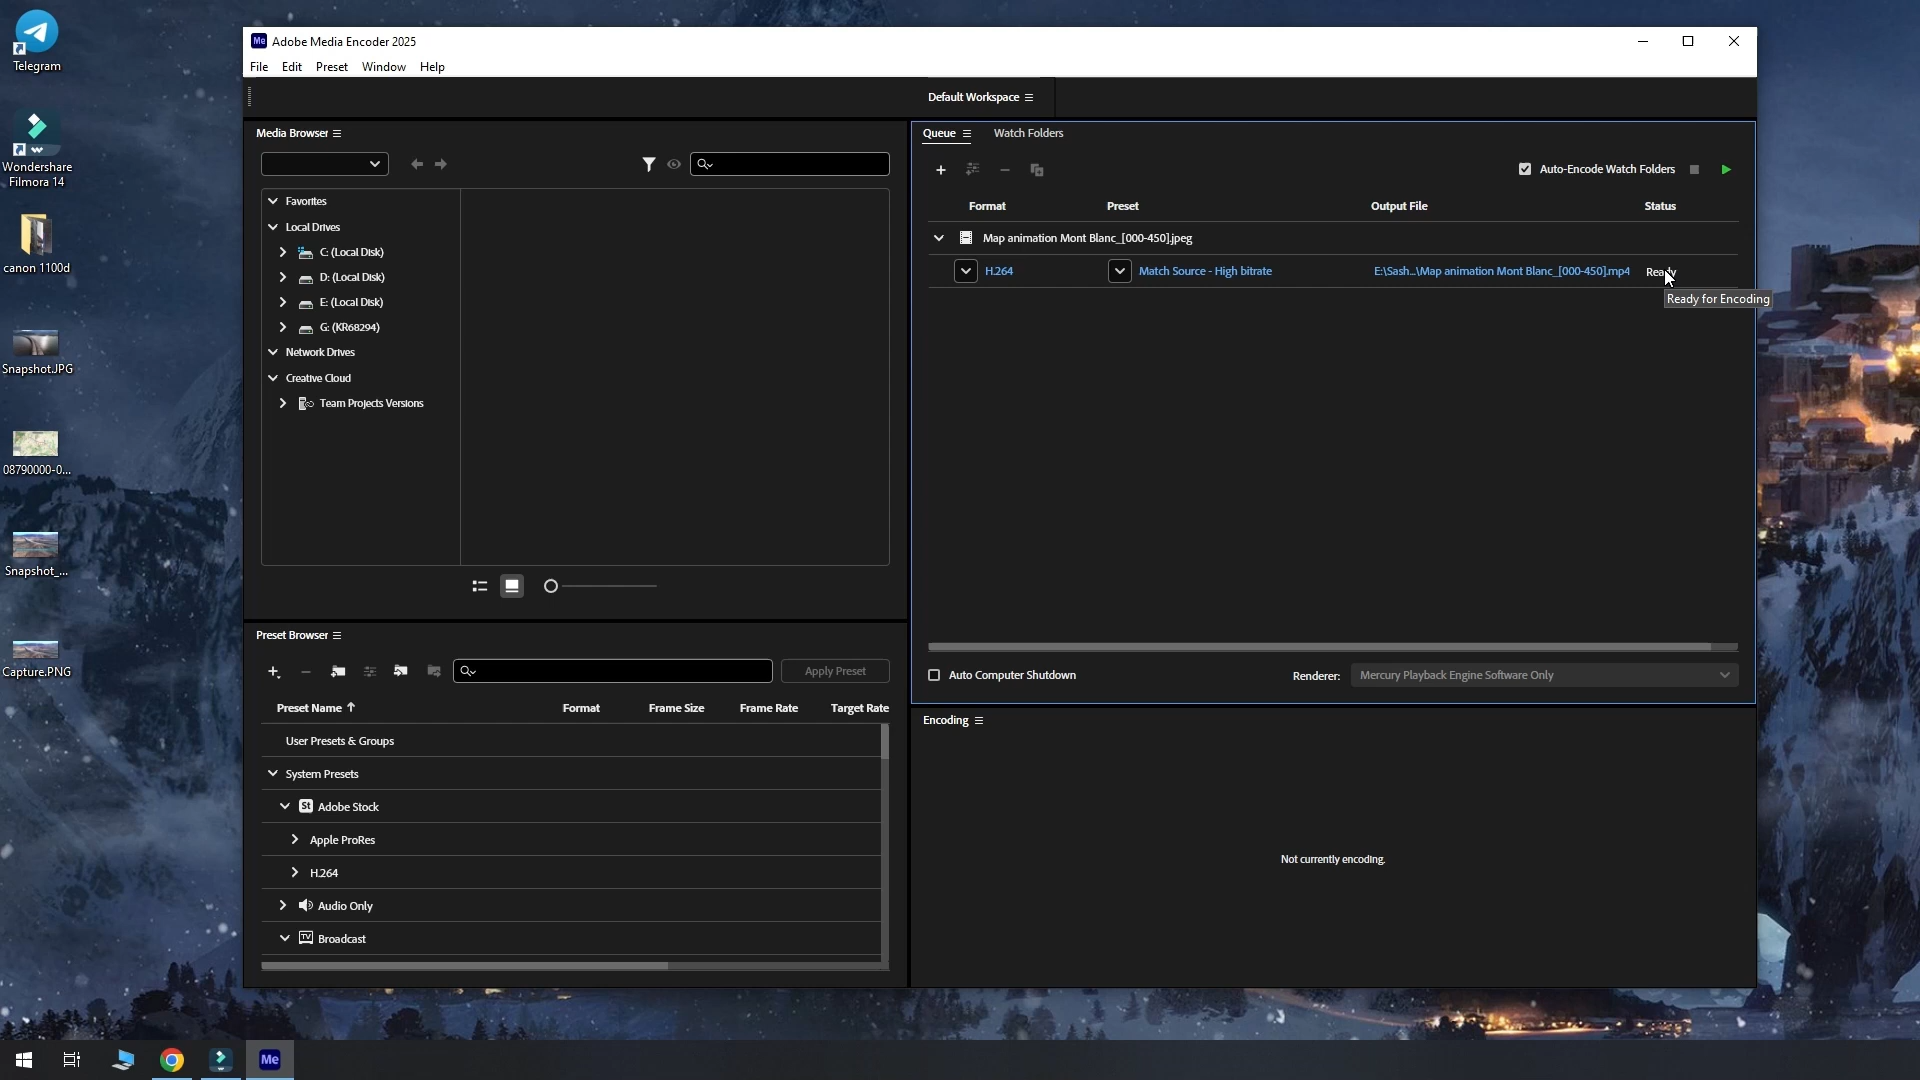 Telegram
Wondershare
Filmora 14
canon 1100d
Snapshot.JPG
08790000-0...
Snapshot_...
Capture.PNG
Me Adobe Media Encoder 2025
File Edit Preset Window Help
Default Workspace
Media Browser
Favorites
Local Drives
C: (Local Disk)
D: (Local Disk)
E: (Local Disk)
G: (KR68294)
Network Drives
Creative Cloud
Team Projects Versions
Preset Browser
Apply Preset
Preset Name Format Frame Size Frame Rate Target Rate
User Presets & Groups
System Presets
St Adobe Stock
Apple ProRes
H.264
Audio Only
TV Broadcast
Queue Watch Folders
Auto-Encode Watch Folders
Format Preset Output File Status
Map animation Mont Blanc_[000-450].jpeg
H.264 Match Source - High bitrate E:\Sash...\Map animation Mont Blanc_[000-450].mp4 Ready
Ready for Encoding
Auto Computer Shutdown
Renderer: Mercury Playback Engine Software Only
Encoding
Not currently encoding.
Me